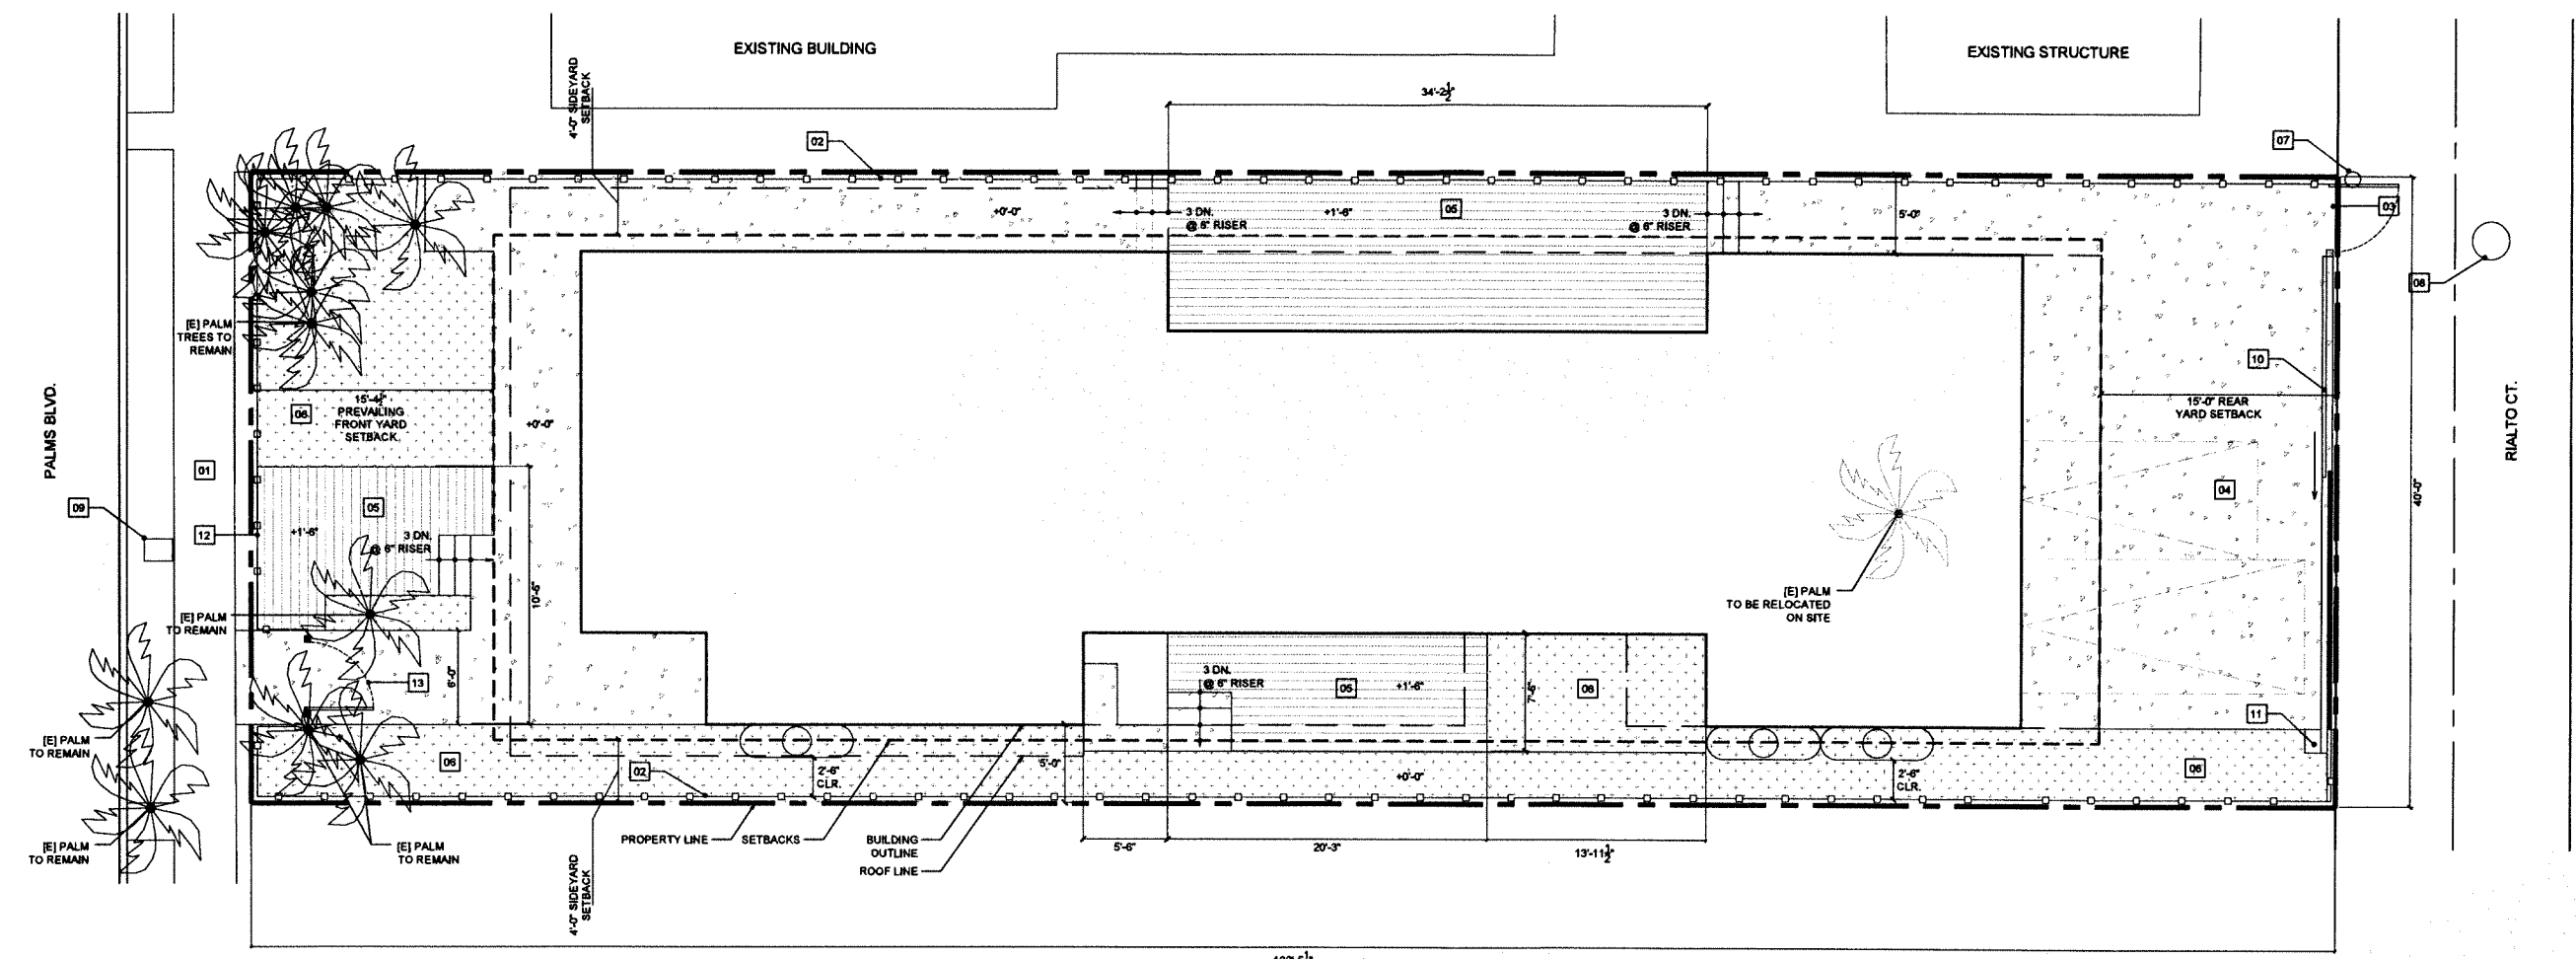 EXISTING BUILDING
EXISTING STRUCTURE
4'-0" SIDEYARD
SETBACK
34'-2½"
02
07
03
+0'-0"
3 DN.
@ 6" RISER
+1'-6"
05
3 DN.
@ 6" RISER
5'-0"
08
[E] PALM
TREES TO
REMAIN
10
PALMS BLVD.
06
15'-4½"
PREVAILING
FRONT YARD
SETBACK
+0'-0"
15'-0" REAR
YARD SETBACK
RIALTO CT.
01
04
40'-0"
09
05
12
+1'-6"
3 DN.
@ 6" RISER
10'-6"
[E] PALM
TO BE RELOCATED
ON SITE
[E] PALM
TO REMAIN
13
6'-0"
3 DN.
@ 6" RISER
05
+1'-6"
7'-6"
06
11
[E] PALM
TO REMAIN
06
02
2'-6"
CLR.
5'-0"
+0'-0"
2'-6"
CLR.
06
[E] PALM
TO REMAIN
[E] PALM
TO REMAIN
PROPERTY LINE
SETBACKS
BUILDING
OUTLINE
ROOF LINE
5'-6"
20'-3"
13'-11½"
4'-0" SIDEYARD
SETBACK